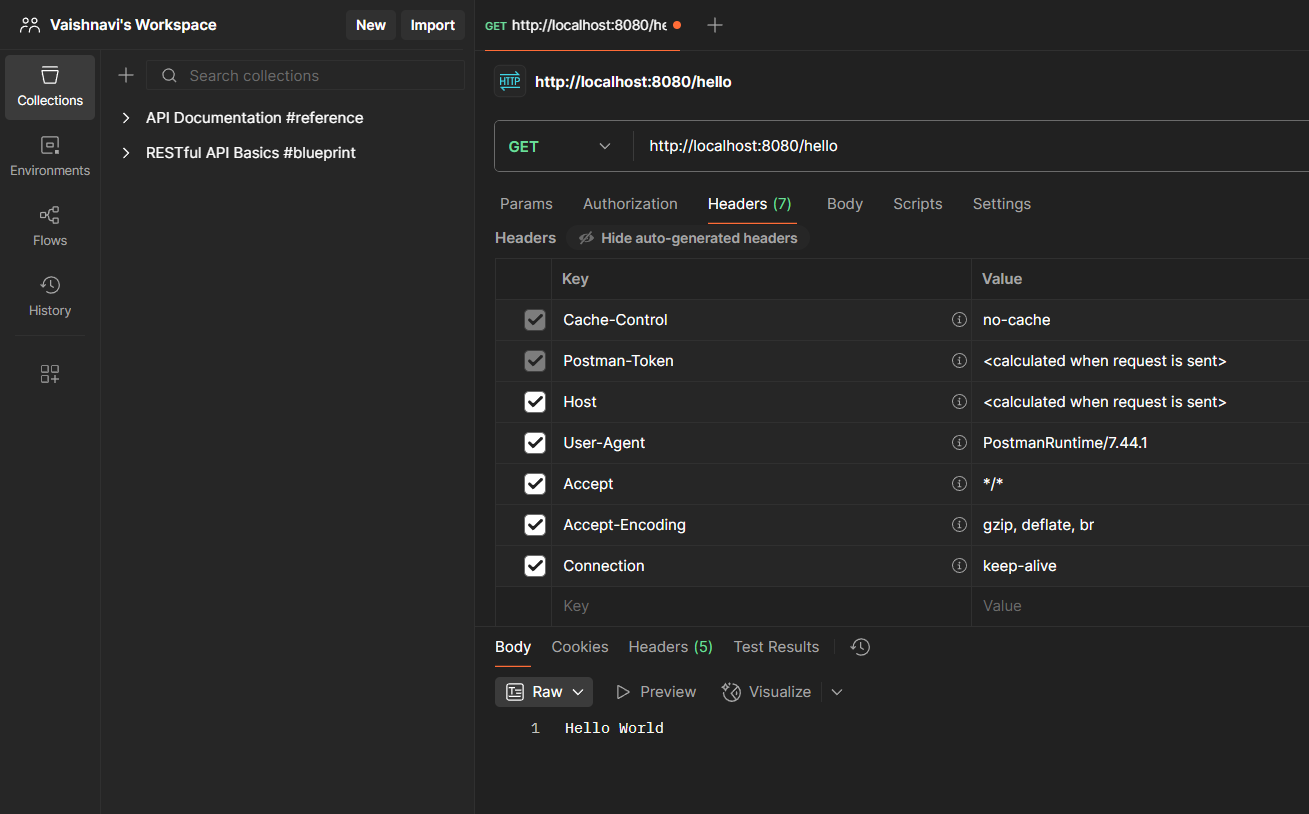 Vaishnavi's Workspace
New
Import
GET http://localhost:8080/he
Collections
Environments
Flows
History
Search collections
API Documentation #reference
RESTful API Basics #blueprint
HTTP
http://localhost:8080/hello
GET
http://localhost:8080/hello
Params Authorization Headers (7) Body Scripts Settings
Headers Hide auto-generated headers
Key Value
Cache-Control no-cache
Postman-Token <calculated when request is sent>
Host <calculated when request is sent>
User-Agent PostmanRuntime/7.44.1
Accept */*
Accept-Encoding gzip, deflate, br
Connection keep-alive
Key Value
Body Cookies Headers (5) Test Results
Raw Preview Visualize
1 Hello World